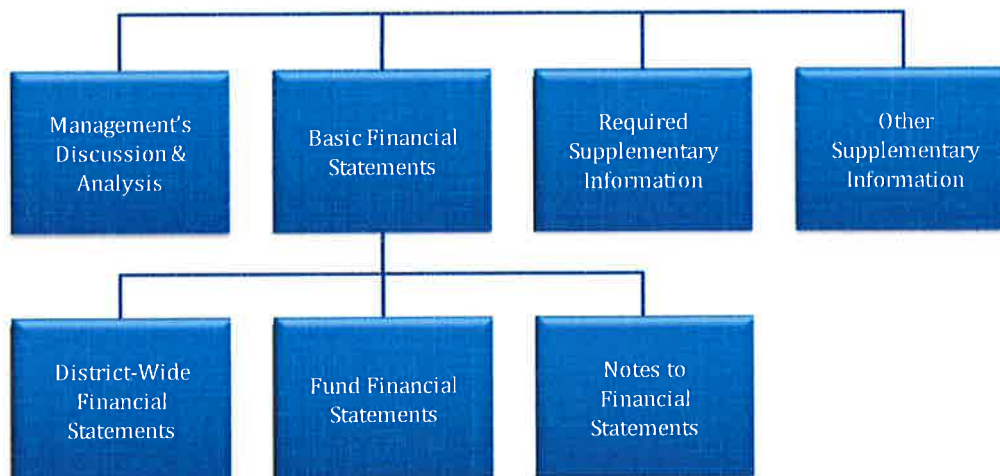 Management's
Discussion &
Analysis
Basic Financial
Statements
Required
Supplementary
Information
Other
Supplementary
Information
District-Wide
Financial
Statements
Fund Financial
Statements
Notes to
Financial
Statements